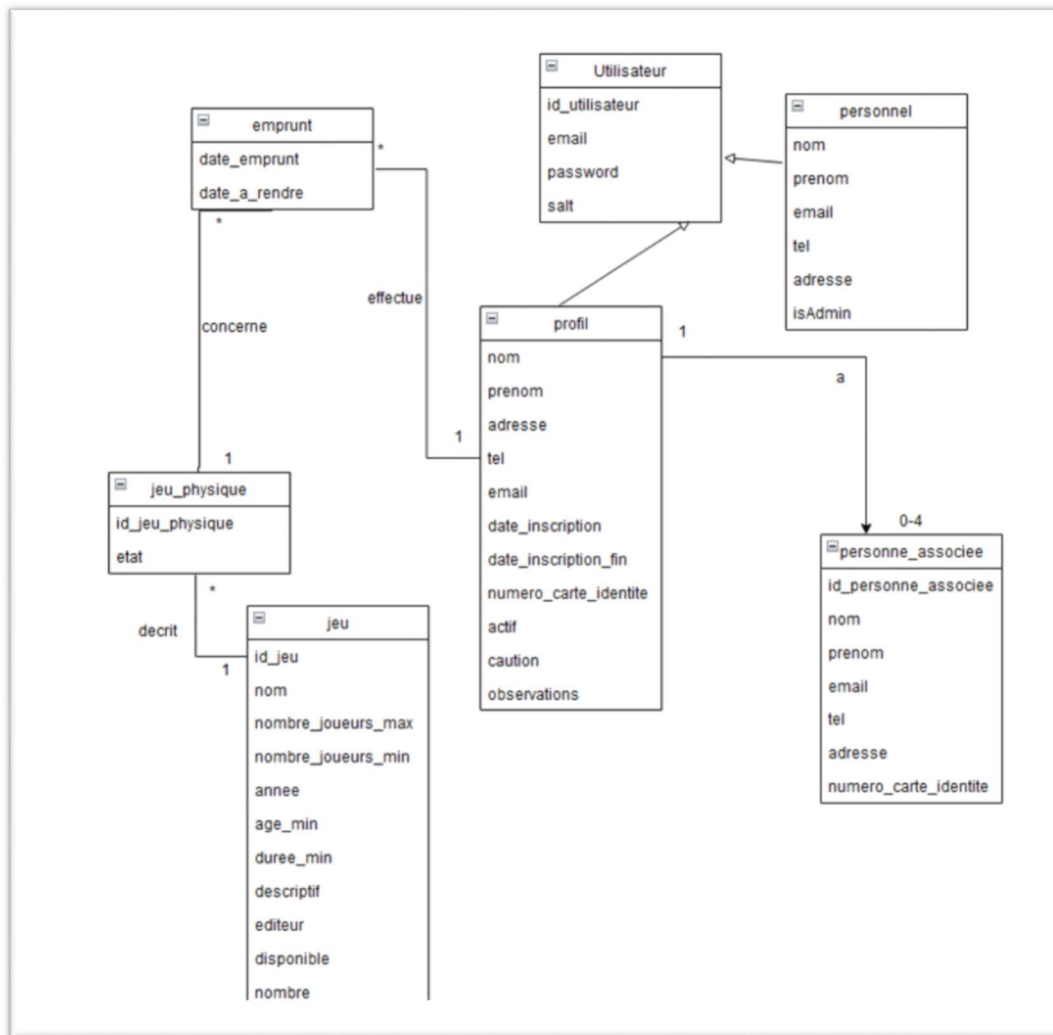 Utilisateur
id_utilisateur
email
password
salt
personnel
nom
prenom
email
tel
adresse
isAdmin
emprunt
date_emprunt
date_a_rendre
*
*
effectue
concerne
1
1
profil
nom
prenom
adresse
tel
email
date_inscription
date_inscription_fin
numero_carte_identite
actif
caution
observations
1
a
0-4
personne_associee
id_personne_associee
nom
prenom
email
tel
adresse
numero_carte_identite
jeu_physique
id_jeu_physique
etat
*
decrit
1
jeu
id_jeu
nom
nombre_joueurs_max
nombre_joueurs_min
annee
age_min
duree_min
descriptif
editeur
disponible
nombre